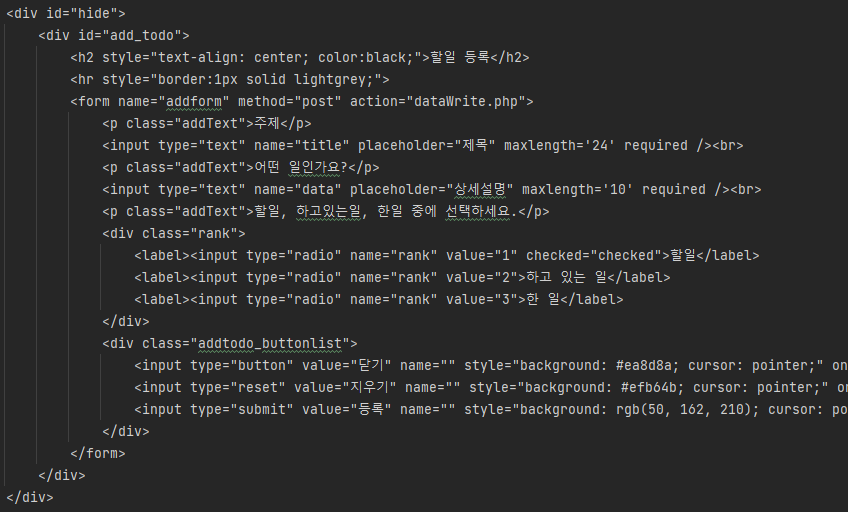 <div id="hide">
<div id="add_todo">
<h2 style="text-align: center; color:black;">할일 등록</h2>
<hr style="border:1px solid lightgrey;">
<form name="addform" method="post" action="dataWrite.php">
<p class="addText">주제</p>
<input type="text" name="title" placeholder="제목" maxlength='24' required /><br>
<p class="addText">어떤 일인가요?</p>
<input type="text" name="data" placeholder="상세설명" maxlength='10' required /><br>
<p class="addText">할일, 하고있는일, 한일 중에 선택하세요.</p>
<div class="rank">
<label><input type="radio" name="rank" value="1" checked="checked">할일</label>
<label><input type="radio" name="rank" value="2">하고 있는 일</label>
<label><input type="radio" name="rank" value="3">한 일</label>
</div>
<div class="addtodo_buttonlist">
<input type="button" value="닫기" name="" style="background: #ea8d8a; cursor: pointer;" on
<input type="reset" value="지우기" name="" style="background: #efb64b; cursor: pointer;" on
<input type="submit" value="등록" name="" style="background: rgb(50, 162, 210); cursor: po
</div>
</form>
</div>
</div>